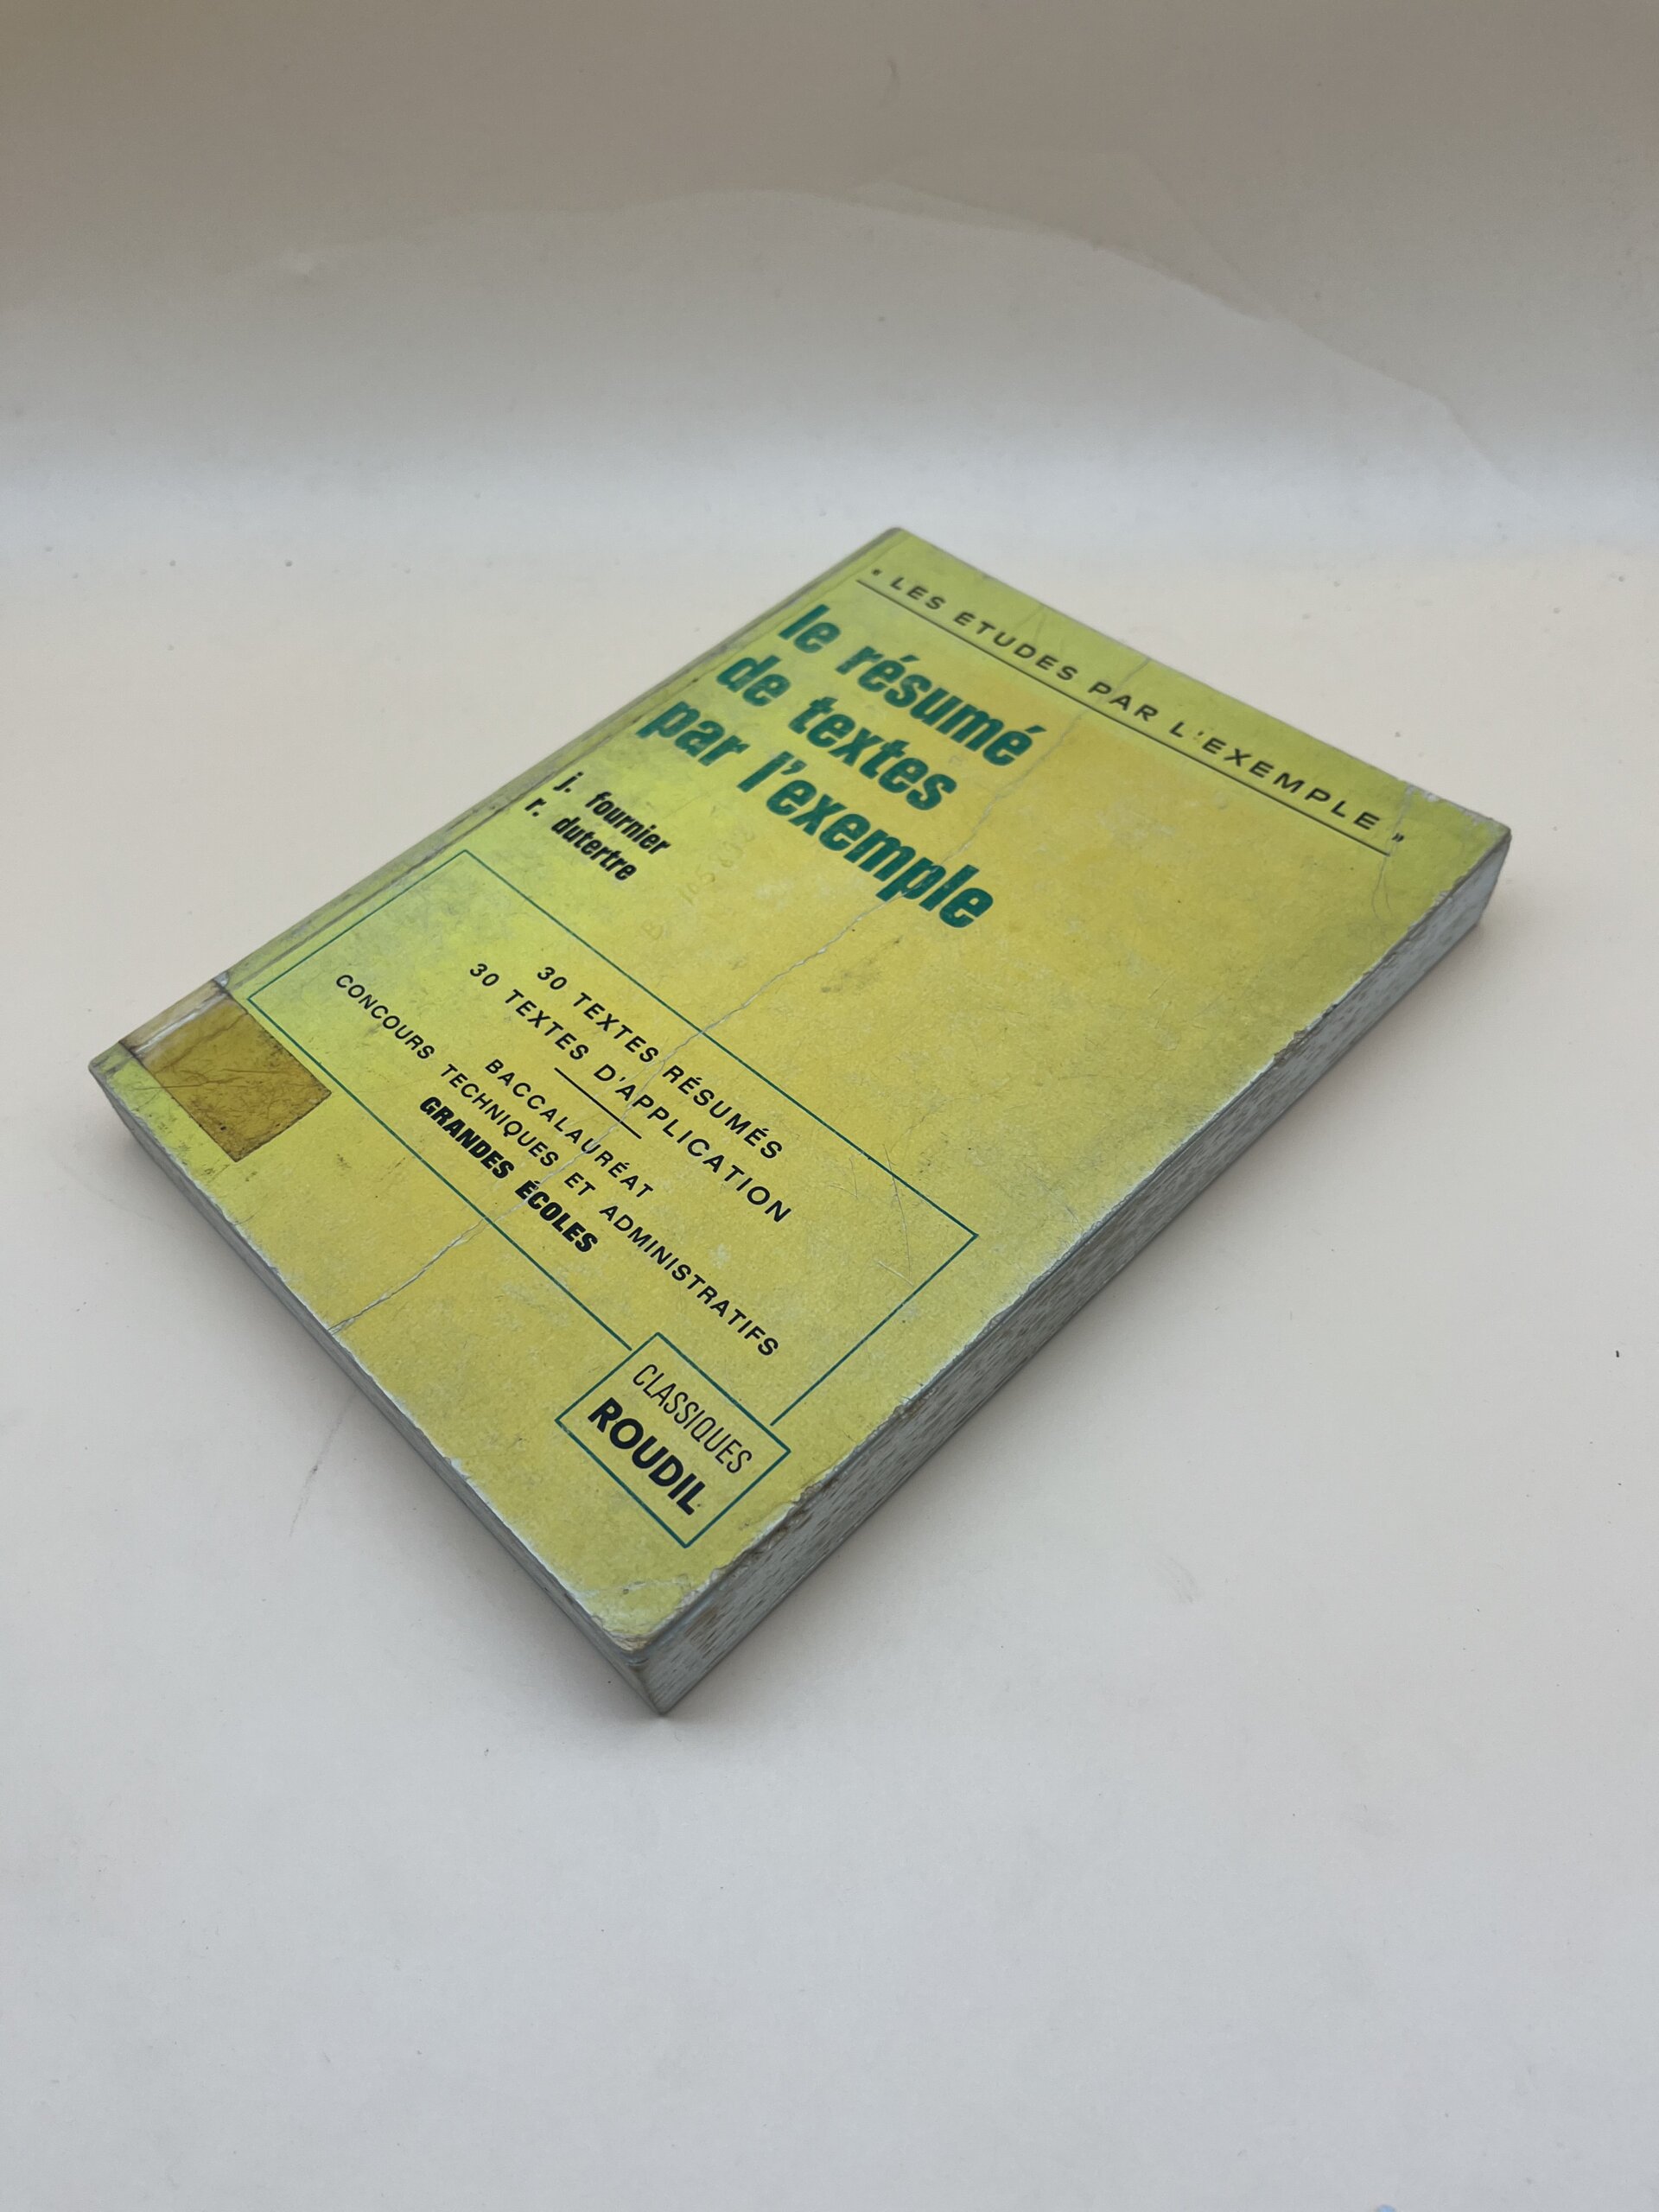 « LES ÉTUDES PAR L'EXEMPLE »
le résumé
de textes
par l'exemple
j. fournier
r. dutertre
30 TEXTES RÉSUMÉS
30 TEXTES D'APPLICATION
BACCALAURÉAT
CONCOURS TECHNIQUES ET ADMINISTRATIFS
GRANDES ÉCOLES
CLASSIQUES
ROUDIL